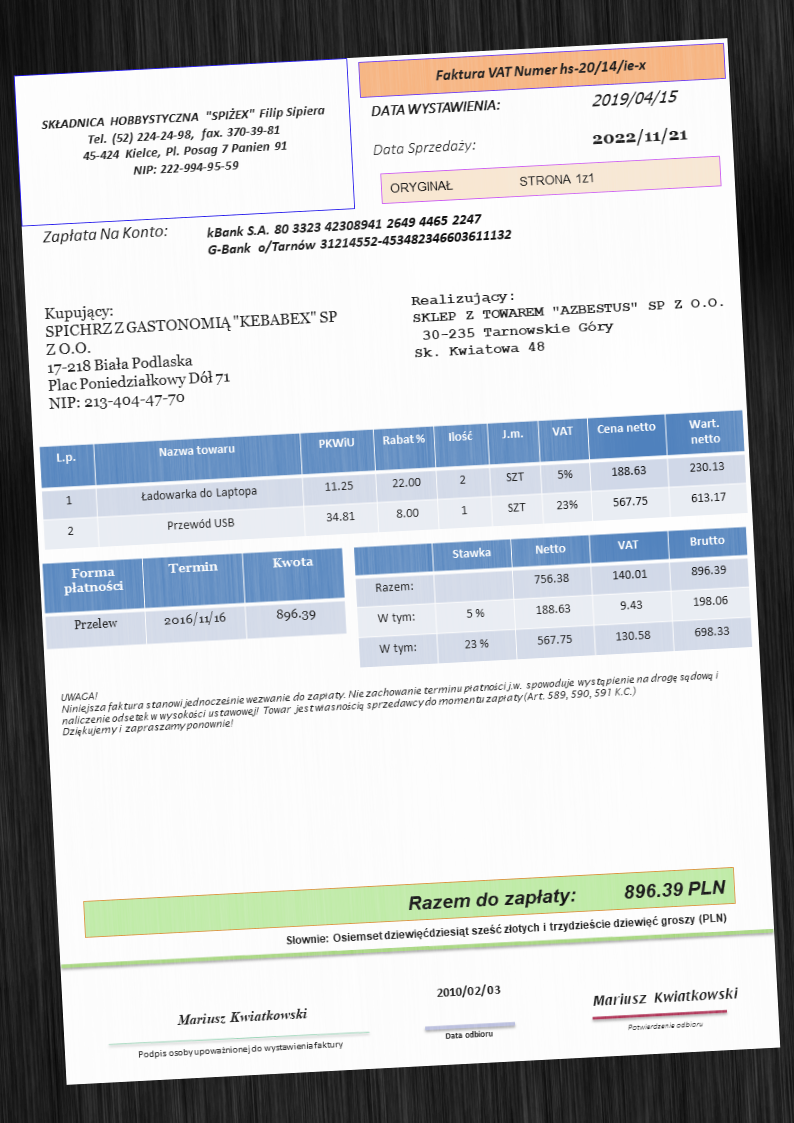 Faktura VAT Numer hs-20/14/ie-x
SKŁADNICA HOBBYSTYCZNA "SPIŻEX" Filip Sipiera
Tel. (52) 224-24-98, fax. 370-39-81
45-424 Kielce, Pl. Posag 7 Panien 91
NIP: 222-994-95-59
DATA WYSTAWIENIA: 2019/04/15
Data Sprzedaży: 2022/11/21
ORYGINAŁ STRONA 1z1
Zapłata Na Konto: kBank S.A. 80 3323 42308941 2649 4465 2247
G-Bank o/Tarnów 31214552-453482346603611132
Kupujący:
SPICHRZ Z GASTONOMIĄ "KEBABEX" SP
Z O.O.
17-218 Biała Podlaska
Plac Poniedziałkowy Dół 71
NIP: 213-404-47-70
Realizujący:
SKLEP Z TOWAREM "AZBESTUS" SP Z O.O.
30-235 Tarnowskie Góry
Sk. Kwiatowa 48
L.p. Nazwa towaru PKWiU Rabat % Ilość J.m. VAT Cena netto Wart. netto
1 Ładowarka do Laptopa 11.25 22.00 2 SZT 5% 188.63 230.13
2 Przewód USB 34.81 8.00 1 SZT 23% 567.75 613.17
Forma płatności Termin Kwota
Przelew 2016/11/16 896.39
Stawka Netto VAT Brutto
Razem: 756.38 140.01 896.39
W tym: 5 % 188.63 9.43 198.06
W tym: 23 % 567.75 130.58 698.33
UWAGA!
Niniejsza faktura stanowi jednocześnie wezwanie do zapłaty. Nie zachowanie terminu płatności j.w. spowoduje wystąpienie na drogę sądową i
naliczenie odsetek w wysokości ustawowej! Towar jest własnością sprzedawcy do momentu zapłaty (Art. 589, 590, 591 K.C.)
Dziękujemy i zapraszamy ponownie!
Razem do zapłaty: 896.39 PLN
Słownie: Osiemset dziewięćdziesiąt sześć złotych i trzydzieście dziewięć groszy (PLN)
Mariusz Kwiatkowski
Podpis osoby upoważnionej do wystawienia faktury
2010/02/03
Data odbioru
Mariusz Kwiatkowski
Potwierdzenie odbioru